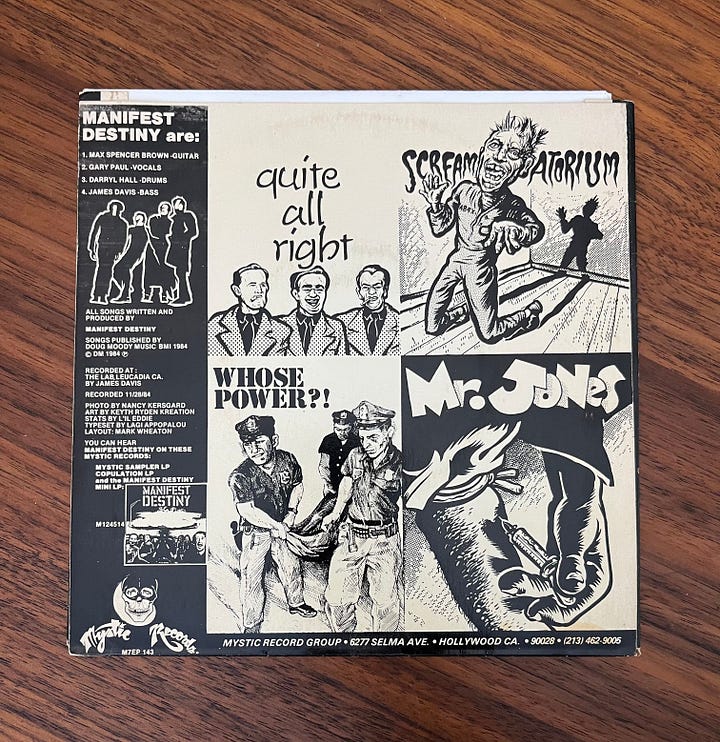 MANIFEST
DESTINY are:
1. MAX SPENCER BROWN-GUITAR
2. GARY PAUL-VOCALS
3. DARRYL HALL-DRUMS
4. JAMES DAVIS-BASS
ALL SONGS WRITTEN AND
PRODUCED BY
MANIFEST DESTINY
SONGS PUBLISHED BY
DOUG MOODY MUSIC BMI 1984
© DM 1984 ℗
RECORDED AT :
THE LAB, LEUCADIA CA.
BY JAMES DAVIS
RECORDED 11/26/84
PHOTO BY NANCY KERSGARD
ART BY KEYTH RYDEN KREATION
STATS BY L'IL EDDIE
TYPESET BY LAGI APPOPALOU
LAYOUT: MARK WHEATON
YOU CAN HEAR
MANIFEST DESTINY ON THESE
MYSTIC RECORDS:
MYSTIC SAMPLER LP
COPULATION LP
and the MANIFEST DESTINY
MINI LP:
MANIFEST
DESTINY
M124514
Mystic Records.
M7EP 143
quite
all
right
WHOSE
POWER?!
Mr. Jones
MYSTIC RECORD GROUP • 6277 SELMA AVE. • HOLLYWOOD CA. • 90028 • (213) 462-9005